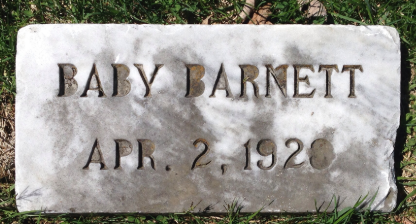 BABY BARNETT
APR. 2, 1928